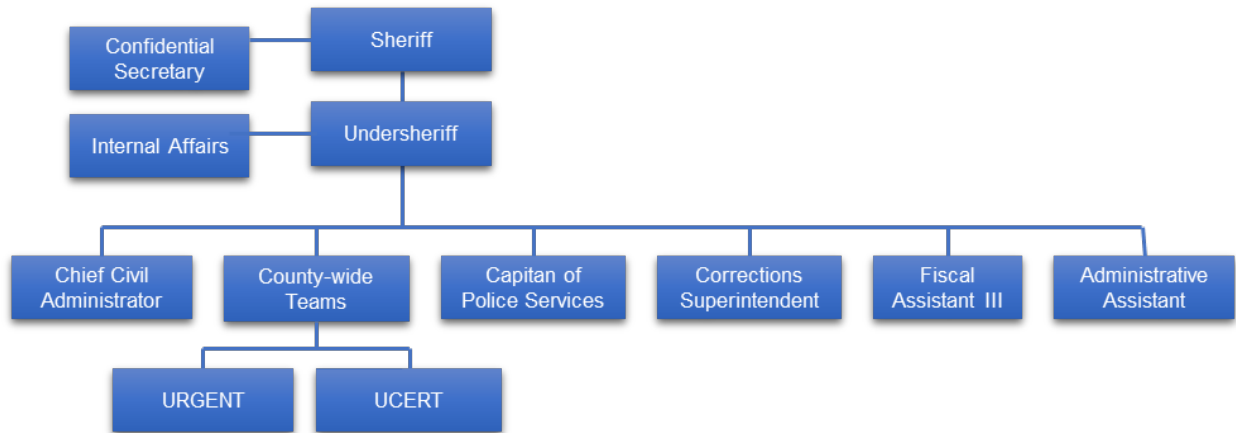 Sheriff
Confidential
Secretary
Undersheriff
Internal Affairs
Chief Civil
Administrator
County-wide
Teams
Capitan of
Police Services
Corrections
Superintendent
Fiscal
Assistant III
Administrative
Assistant
URGENT
UCERT